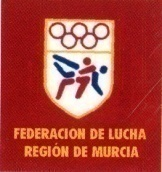 FEDERACION DE LUCHA
REGIÓN DE MURCIA